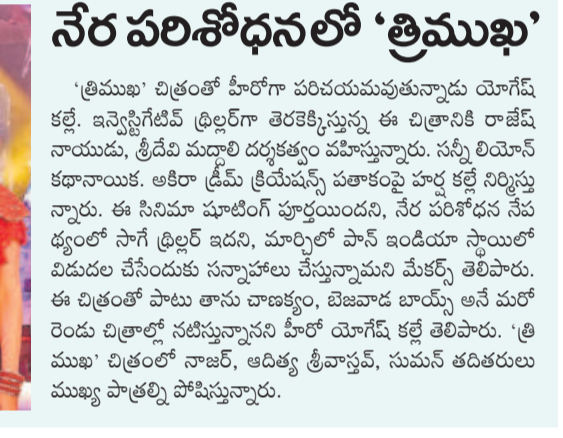 నేర పరిశోధనలో ‘త్రిముఖ’
‘త్రిముఖ’ చిత్రంతో హీరోగా పరిచయమవుతున్నాడు యోగేష్
కల్లే. ఇన్వెస్టిగేటివ్ థ్రిల్లర్‌గా తెరకెక్కిస్తున్న ఈ చిత్రానికి రాజేష్
నాయుడు, శ్రీదేవి మద్దాలి దర్శకత్వం వహిస్తున్నారు. సన్నీ లియోన్
కథానాయిక. అకిరా డ్రీమ్ క్రియేషన్స్ పతాకంపై హర్ష కల్లే నిర్మిస్తు
న్నారు. ఈ సినిమా షూటింగ్ పూర్తయిందని, నేర పరిశోధన నేప
థ్యంలో సాగే థ్రిల్లర్ ఇదని, మార్చిలో పాన్ ఇండియా స్థాయిలో
విడుదల చేసేందుకు సన్నాహాలు చేస్తున్నామని మేకర్స్ తెలిపారు.
ఈ చిత్రంతో పాటు తాను చాణక్యం, బెజవాడ బాయ్స్ అనే మరో
రెండు చిత్రాల్లో నటిస్తున్నానని హీరో యోగేష్ కల్లే తెలిపారు. ‘త్రి
ముఖ’ చిత్రంలో నాజర్, ఆదిత్య శ్రీవాస్తవ్, సుమన్ తదితరులు
ముఖ్య పాత్రల్ని పోషిస్తున్నారు.